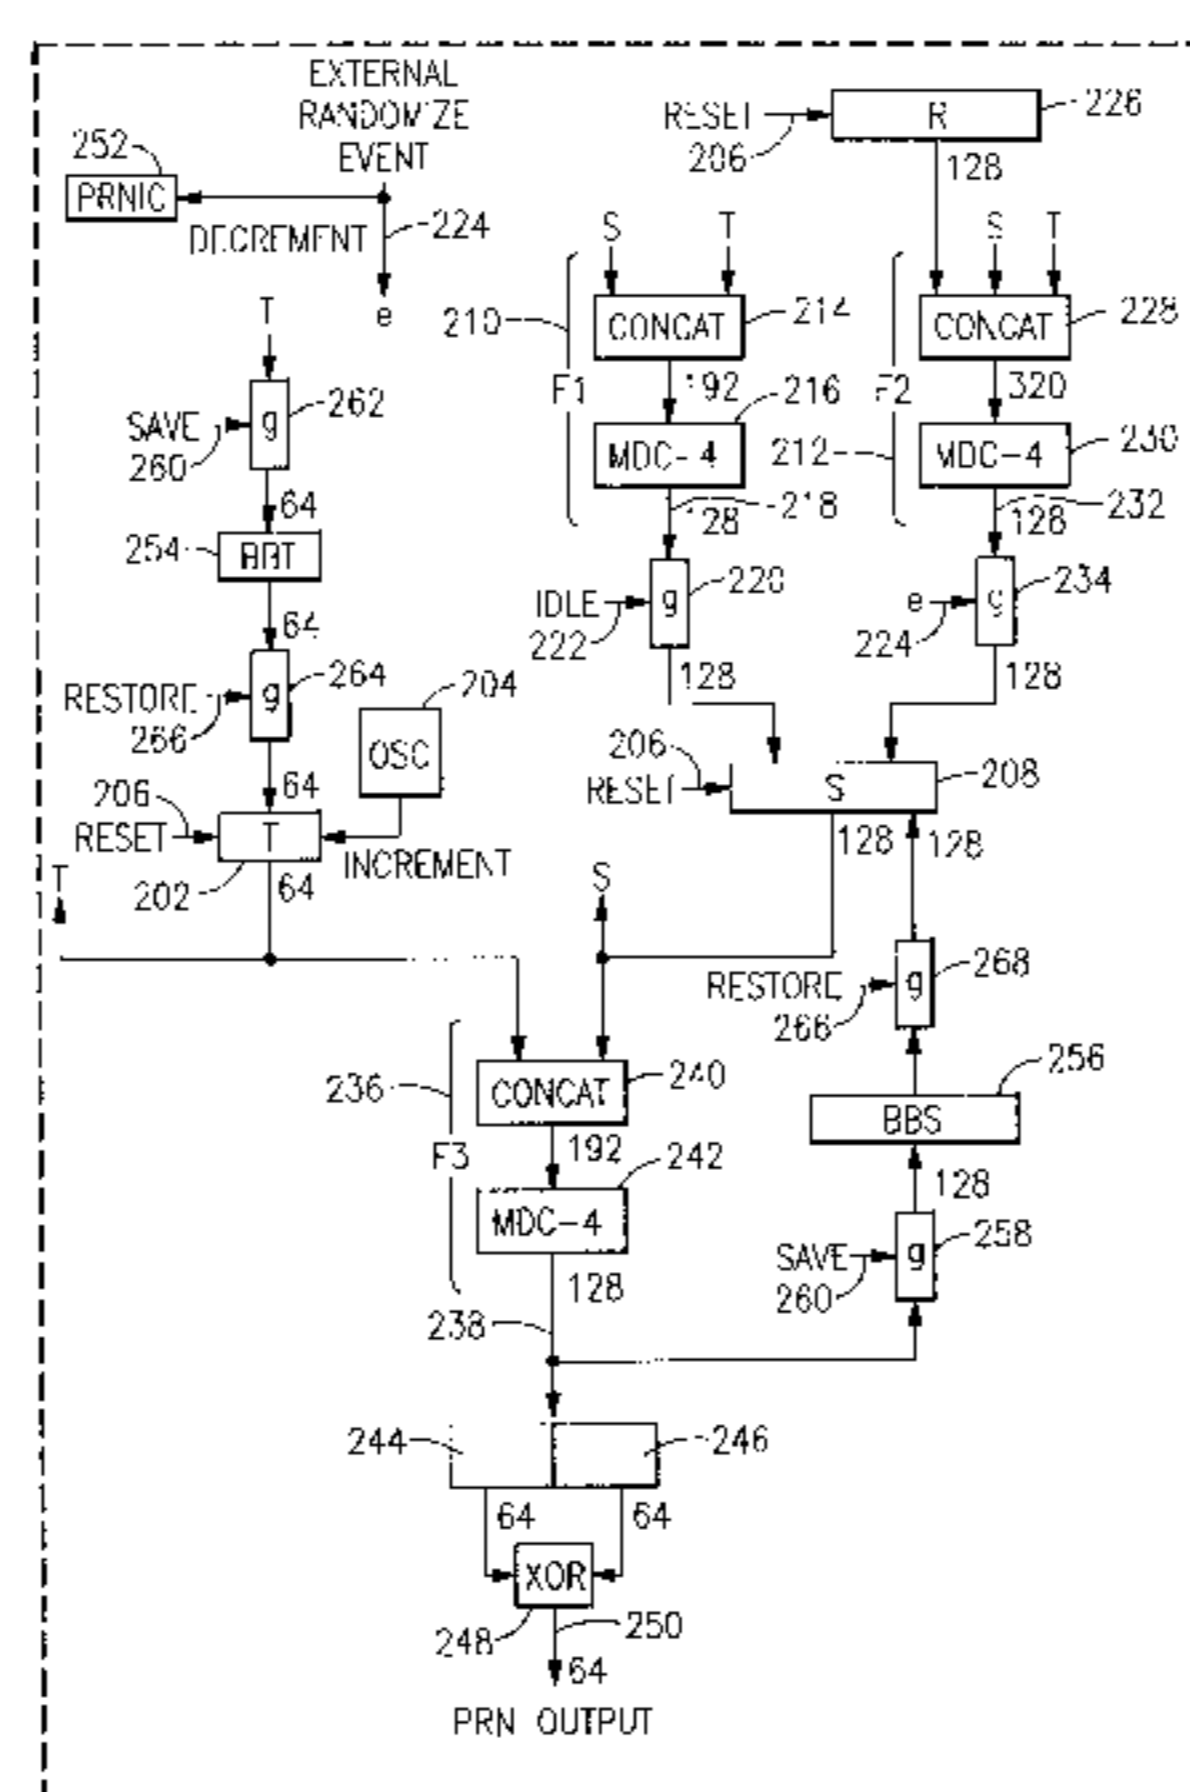 EXTERNAL
RANDOMIZE
EVENT
252
PRNIC
DECREMENT
224
e
RESET
206
R
226
128
S T
S T
210
CONCAT
214
CONCAT
228
F1
192
216
F2
320
MDC-4
212
MDC-4
230
128
218
128
232
T
SAVE
260
g
262
64
254
BBT
64
RESTORE
266
g
264
64
204
OSC
IDLE
222
g
220
128
e
224
g
234
128
206
RESET
T
202
INCREMENT
64
T
206
RESET
S
208
128
128
S
RESTORE
266
g
268
236
CONCAT
240
F3
192
242
MDC-4
128
238
256
BBS
128
SAVE
260
g
258
244
246
64
64
XOR
248
250
64
PRN OUTPUT